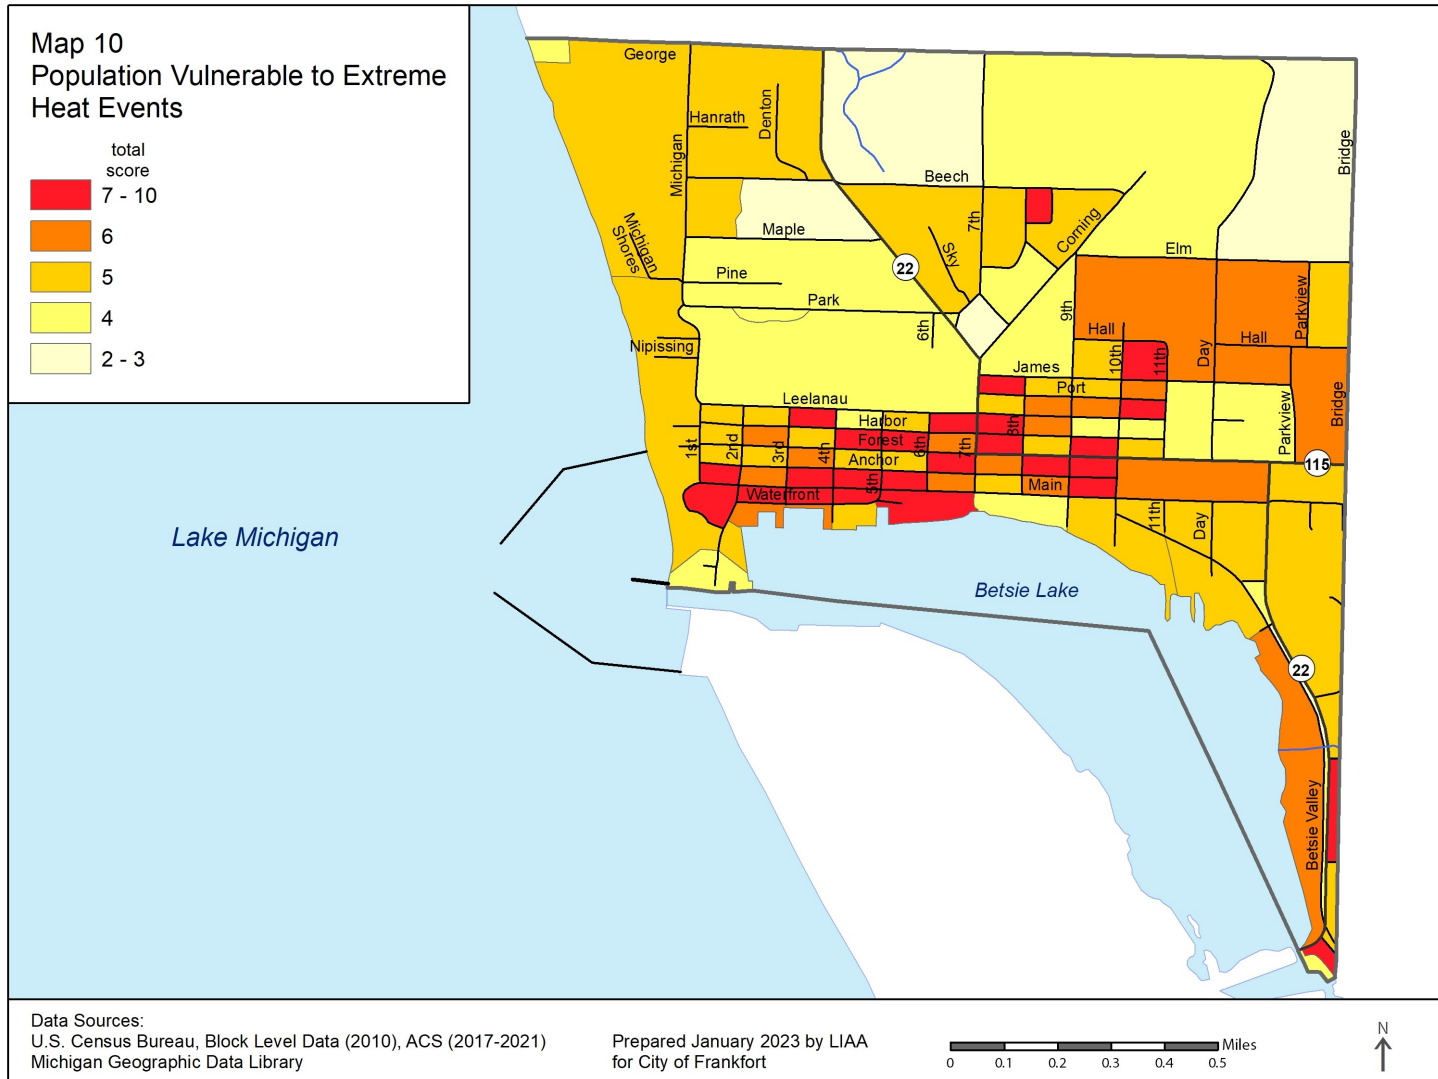 Map 10
Population Vulnerable to Extreme
Heat Events
total
score
7 - 10
6
5
4
2 - 3
George
Hanrath
Denton
Michigan
Bridge
Beech
Maple
Michigan
Shores
7th
Corning
Sky
Elm
22
Pine
Park
Parkview
9th
6th
Hall
Hall
Nipissing
10th
11th
Day
James
Port
Leelanau
Harbor
8th
Parkview
Bridge
1st
2nd
3rd
4th
Forest
6th
7th
Anchor
115
5th
Main
Waterfront
11th
Day
Lake Michigan
Betsie Lake
22
Betsie Valley
Data Sources:
U.S. Census Bureau, Block Level Data (2010), ACS (2017-2021)
Michigan Geographic Data Library
Prepared January 2023 by LIAA
for City of Frankfort
Miles
0 0.1 0.2 0.3 0.4 0.5
N